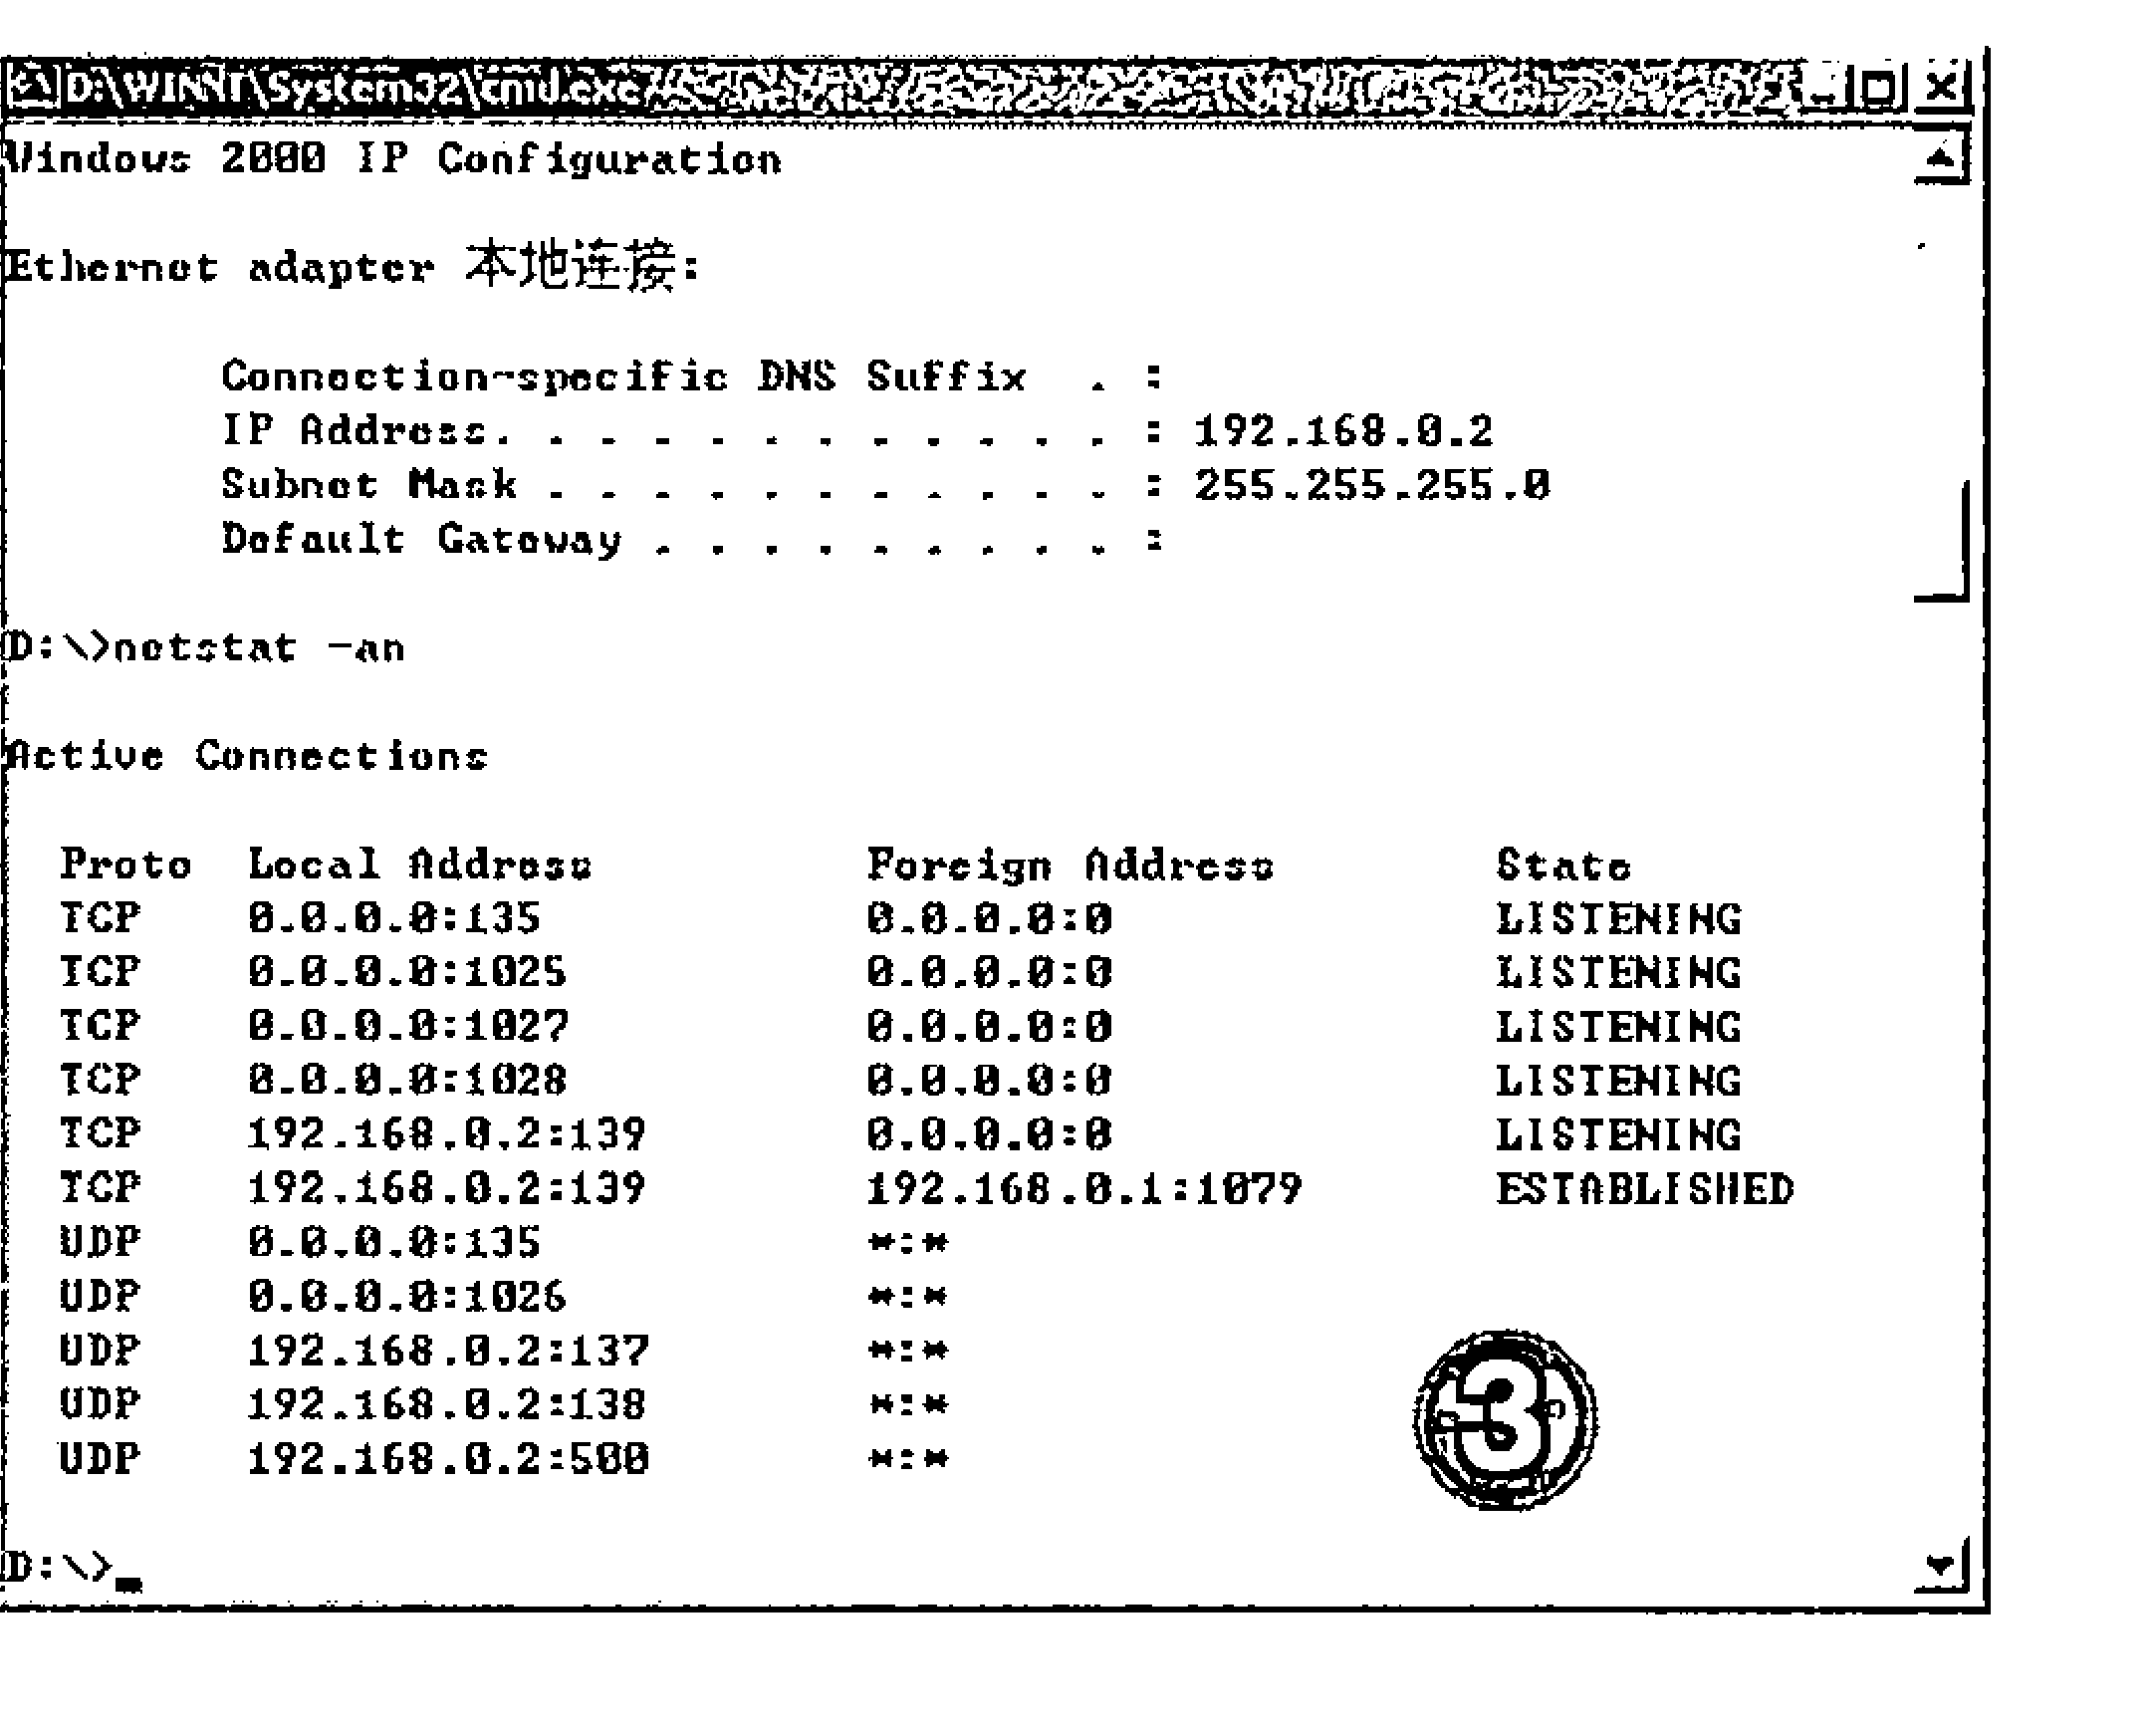 D:\WINNT\System32\cmd.exe
Windows 2000 IP Configuration
Ethernet adapter 本地连接:
Connection-specific DNS Suffix  . :
IP Address. . . . . . . . . . . . : 192.168.0.2
Subnet Mask . . . . . . . . . . . : 255.255.255.0
Default Gateway . . . . . . . . . :
D:\>netstat -an
Active Connections
Proto  Local Address          Foreign Address        State
TCP    0.0.0.0:135            0.0.0.0:0              LISTENING
TCP    0.0.0.0:1025           0.0.0.0:0              LISTENING
TCP    0.0.0.0:1027           0.0.0.0:0              LISTENING
TCP    0.0.0.0:1028           0.0.0.0:0              LISTENING
TCP    192.168.0.2:139        0.0.0.0:0              LISTENING
TCP    192.168.0.2:139        192.168.0.1:1079       ESTABLISHED
UDP    0.0.0.0:135            *:*
UDP    0.0.0.0:1026           *:*
UDP    192.168.0.2:137        *:*
UDP    192.168.0.2:138        *:*
UDP    192.168.0.2:500        *:*
3
D:\>